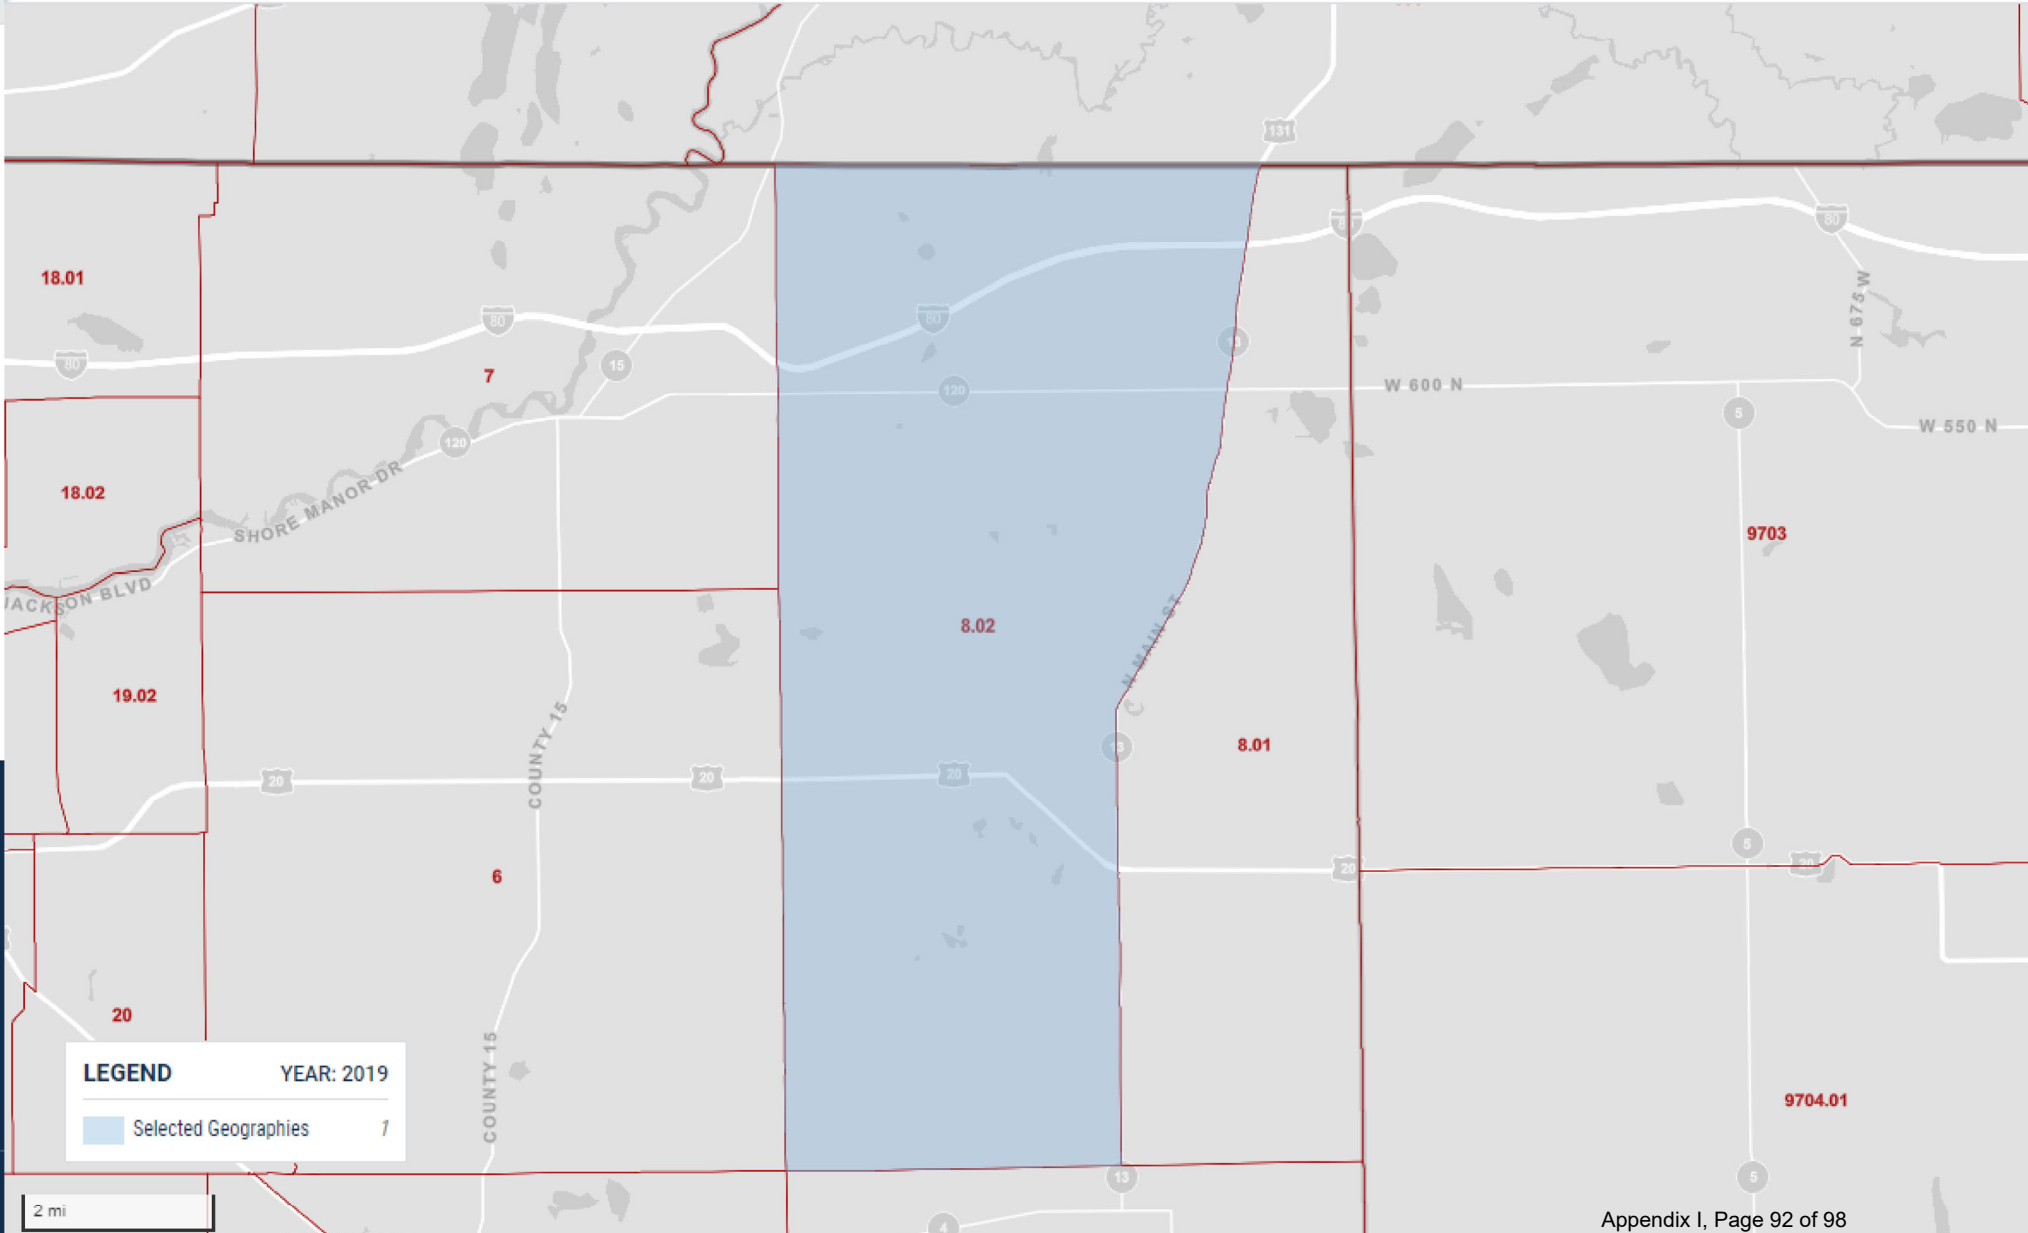 131
80
80
18.01
N 675 W
80
80
13
80
15
7
W 600 N
120
5
W 550 N
120
18.02
SHORE MANOR DR
9703
JACKSON BLVD
8.02
N MAIN ST
19.02
COUNTY 15
8.01
13
20
20
20
5
20
20
6
20
COUNTY 15
LEGEND
YEAR: 2019
Selected Geographies
1
9704.01
13
5
2 mi
4
Appendix I, Page 92 of 98